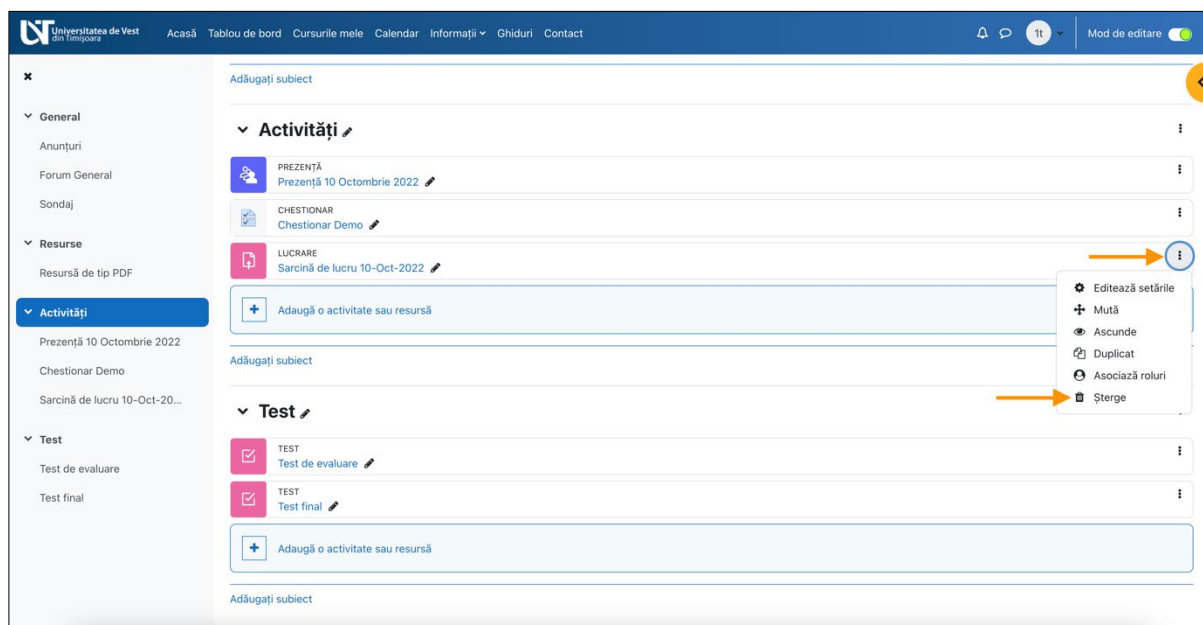 Universitatea de Vest
din Timișoara
Acasă Tablou de bord Cursurile mele Calendar Informații Ghiduri Contact
1t
Mod de editare
General
Anunțuri
Forum General
Sondaj
Resurse
Resursă de tip PDF
Activități
Prezență 10 Octombrie 2022
Chestionar Demo
Sarcină de lucru 10-Oct-20...
Test
Test de evaluare
Test final
Adăugați subiect
Activități
PREZENȚĂ
Prezență 10 Octombrie 2022
CHESTIONAR
Chestionar Demo
LUCRARE
Sarcină de lucru 10-Oct-2022
Adaugă o activitate sau resursă
Editează setările
Mută
Ascunde
Duplicat
Asociază roluri
Șterge
Adăugați subiect
Test
TEST
Test de evaluare
TEST
Test final
Adaugă o activitate sau resursă
Adăugați subiect